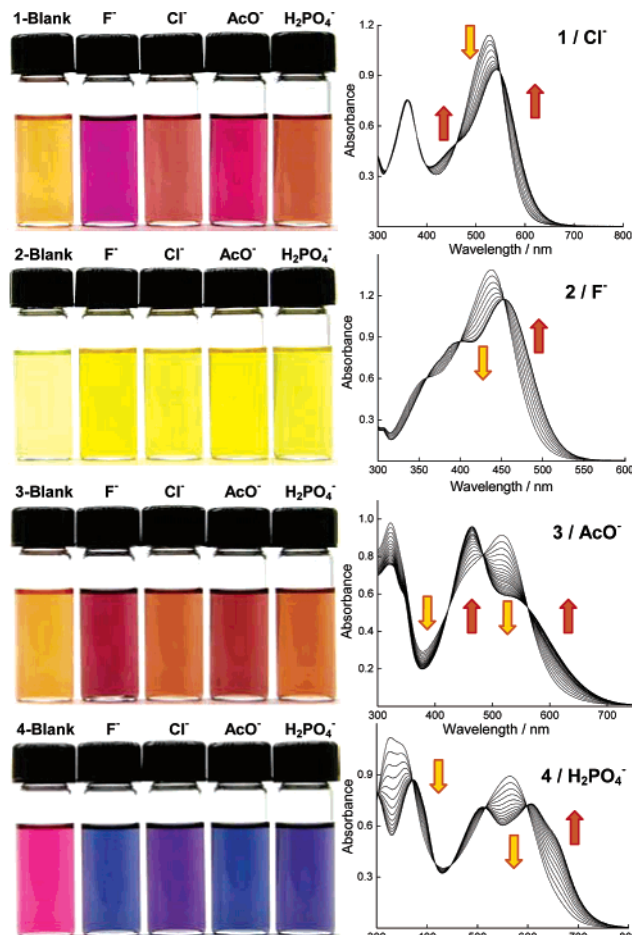 1-Blank F⁻ Cl⁻ AcO⁻ H₂PO₄⁻
1 / Cl⁻
1.2
0.9
0.6
0.3
Absorbance
300 400 500 600 700 800
Wavelength / nm
2-Blank F⁻ Cl⁻ AcO⁻ H₂PO₄⁻
2 / F⁻
1.2
0.9
0.6
0.3
Absorbance
300 350 400 450 500 550 600
Wavelength / nm
3-Blank F⁻ Cl⁻ AcO⁻ H₂PO₄⁻
3 / AcO⁻
1.0
0.8
0.6
0.4
0.2
Absorbance
300 400 500 600 700
Wavelength / nm
4-Blank F⁻ Cl⁻ AcO⁻ H₂PO₄⁻
4 / H₂PO₄⁻
0.9
0.6
0.3
Absorbance